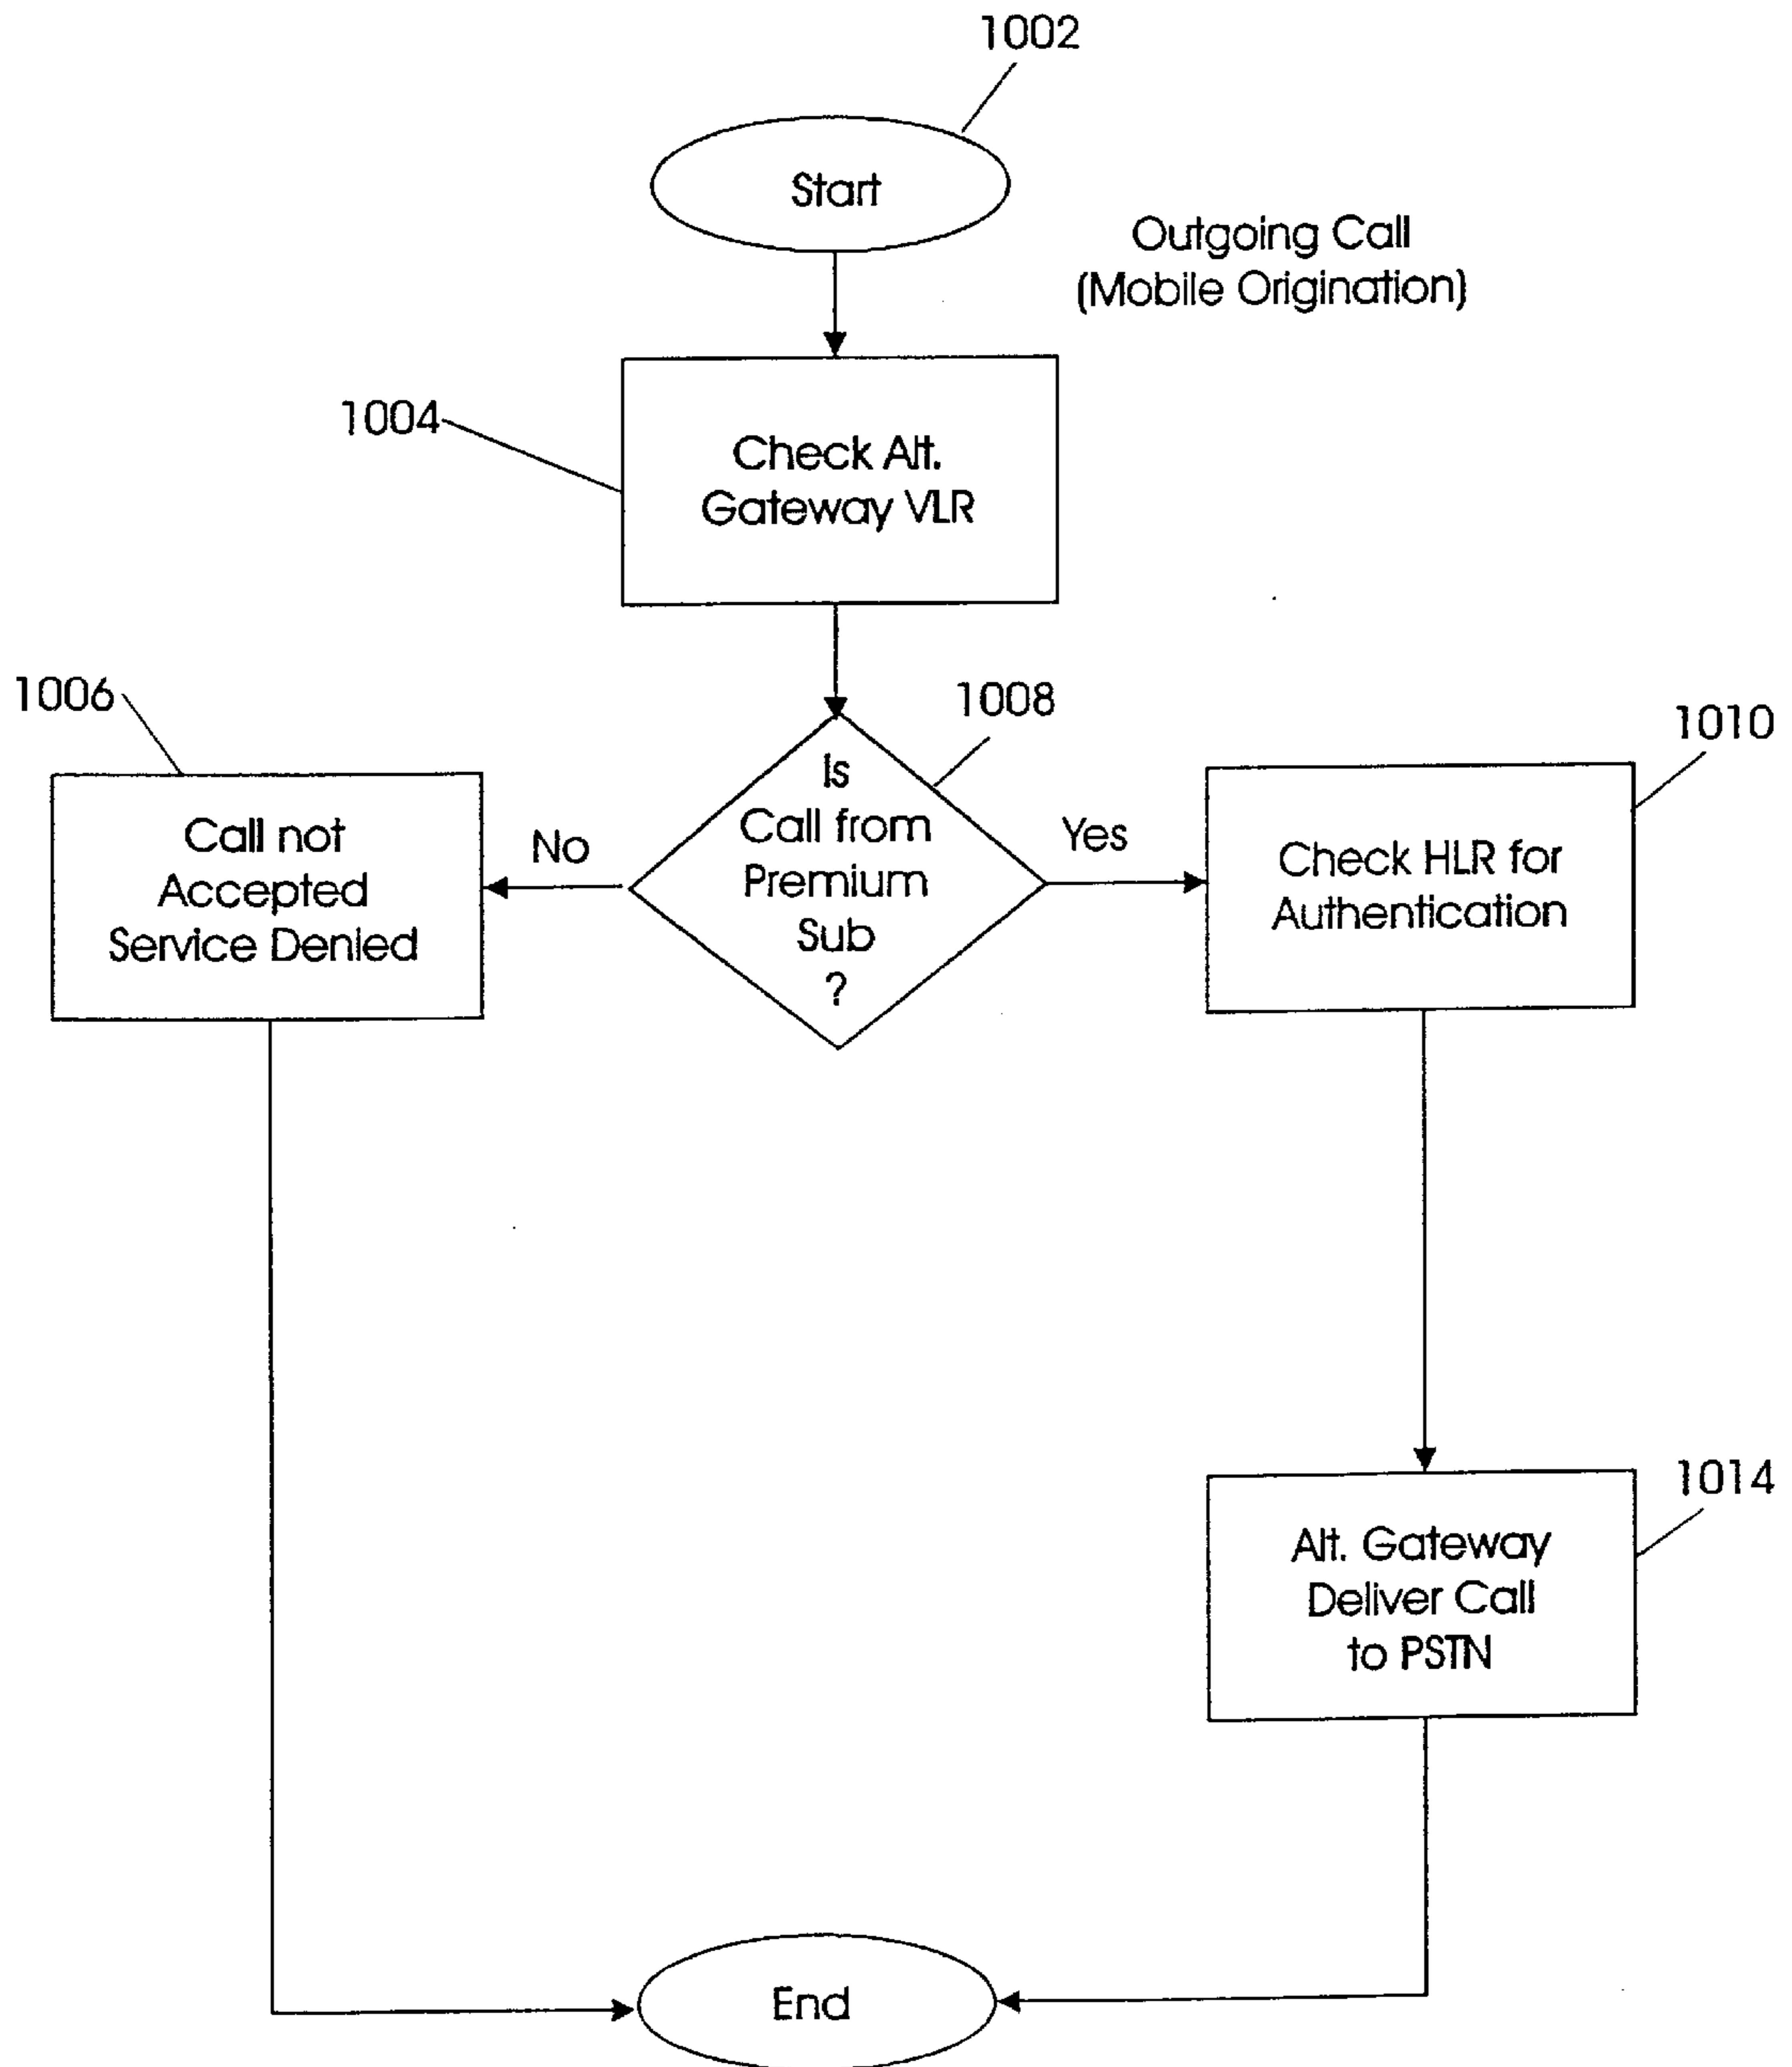 1002
Start
Outgoing Call
(Mobile Origination)
1004
Check Alt.
Gateway VLR
1006
1008
1010
Call not
Accepted
Service Denied
No
Is
Call from
Premium
Sub
?
Yes
Check HLR for
Authentication
1014
Alt. Gateway
Deliver Call
to PSTN
End